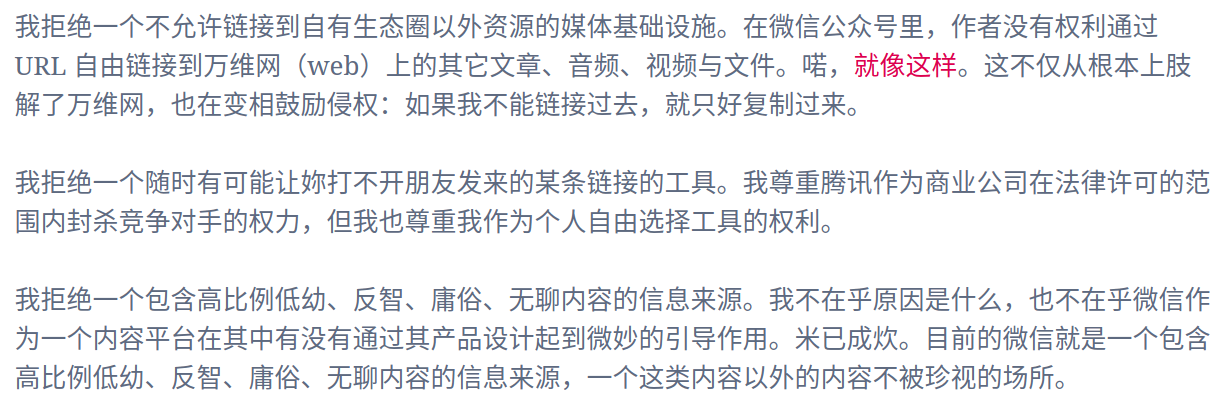 我拒绝一个不允许链接到自有生态圈以外资源的媒体基础设施。在微信公众号里，作者没有权利通过
URL 自由链接到万维网（web）上的其它文章、音频、视频与文件。喏，就像这样。这不仅从根本上肢
解了万维网，也在变相鼓励侵权：如果我不能链接过去，就只好复制过来。
我拒绝一个随时有可能让妳打不开朋友发来的某条链接的工具。我尊重腾讯作为商业公司在法律许可的范
围内封杀竞争对手的权力，但我也尊重我作为个人自由选择工具的权利。
我拒绝一个包含高比例低幼、反智、庸俗、无聊内容的信息来源。我不在乎原因是什么，也不在乎微信作
为一个内容平台在其中有没有通过其产品设计起到微妙的引导作用。米已成炊。目前的微信就是一个包含
高比例低幼、反智、庸俗、无聊内容的信息来源，一个这类内容以外的内容不被珍视的场所。